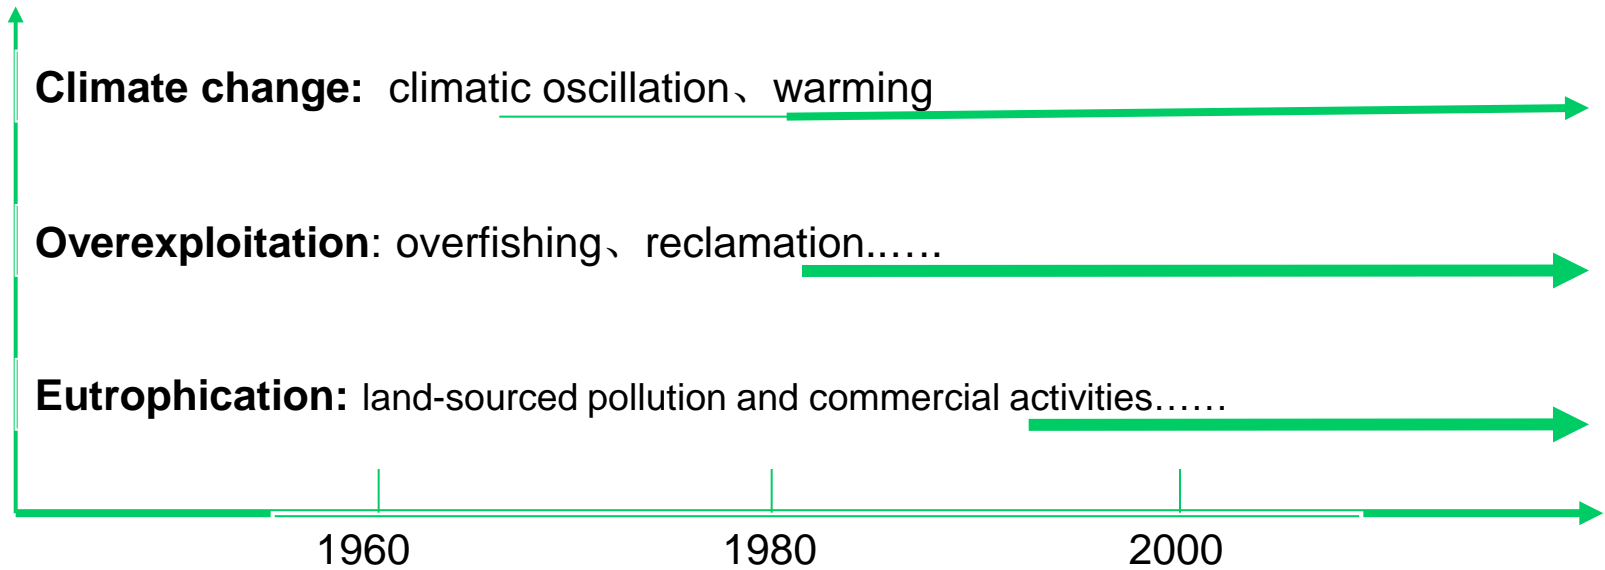 Climate change: climatic oscillation、warming
Overexploitation: overfishing、reclamation..…..
Eutrophication: land-sourced pollution and commercial activities……
1960 1980 2000